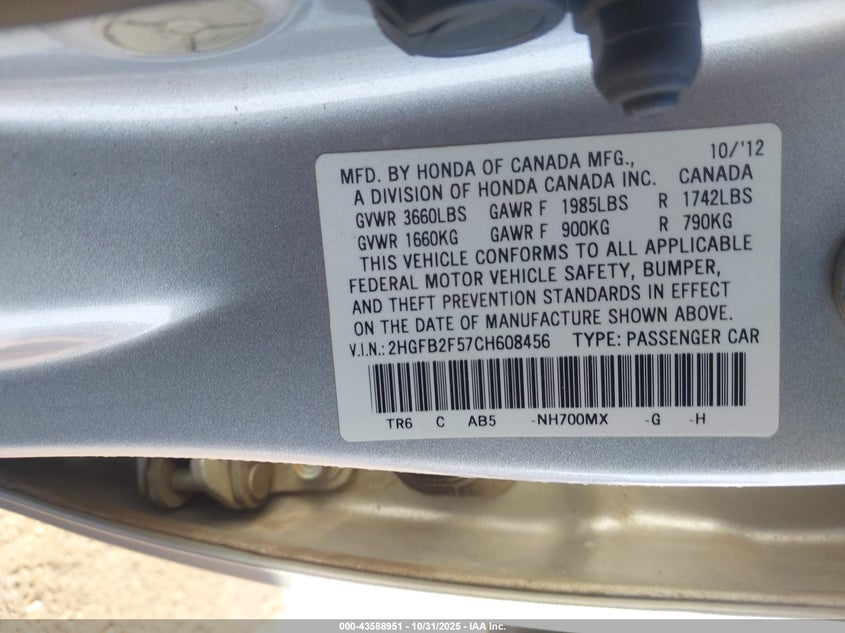 MFD. BY HONDA OF CANADA MFG., 10/'12
A DIVISION OF HONDA CANADA INC. CANADA
GVWR 3660LBS GAWR F 1985LBS R 1742LBS
GVWR 1660KG GAWR F 900KG R 790KG
THIS VEHICLE CONFORMS TO ALL APPLICABLE
FEDERAL MOTOR VEHICLE SAFETY, BUMPER,
AND THEFT PREVENTION STANDARDS IN EFFECT
ON THE DATE OF MANUFACTURE SHOWN ABOVE.
V.I.N.: 2HGFB2F57CH608456 TYPE: PASSENGER CAR
TR6 C AB5 -NH700MX -G -H
000-43588951 | 10/31/2025 - IAA Inc.